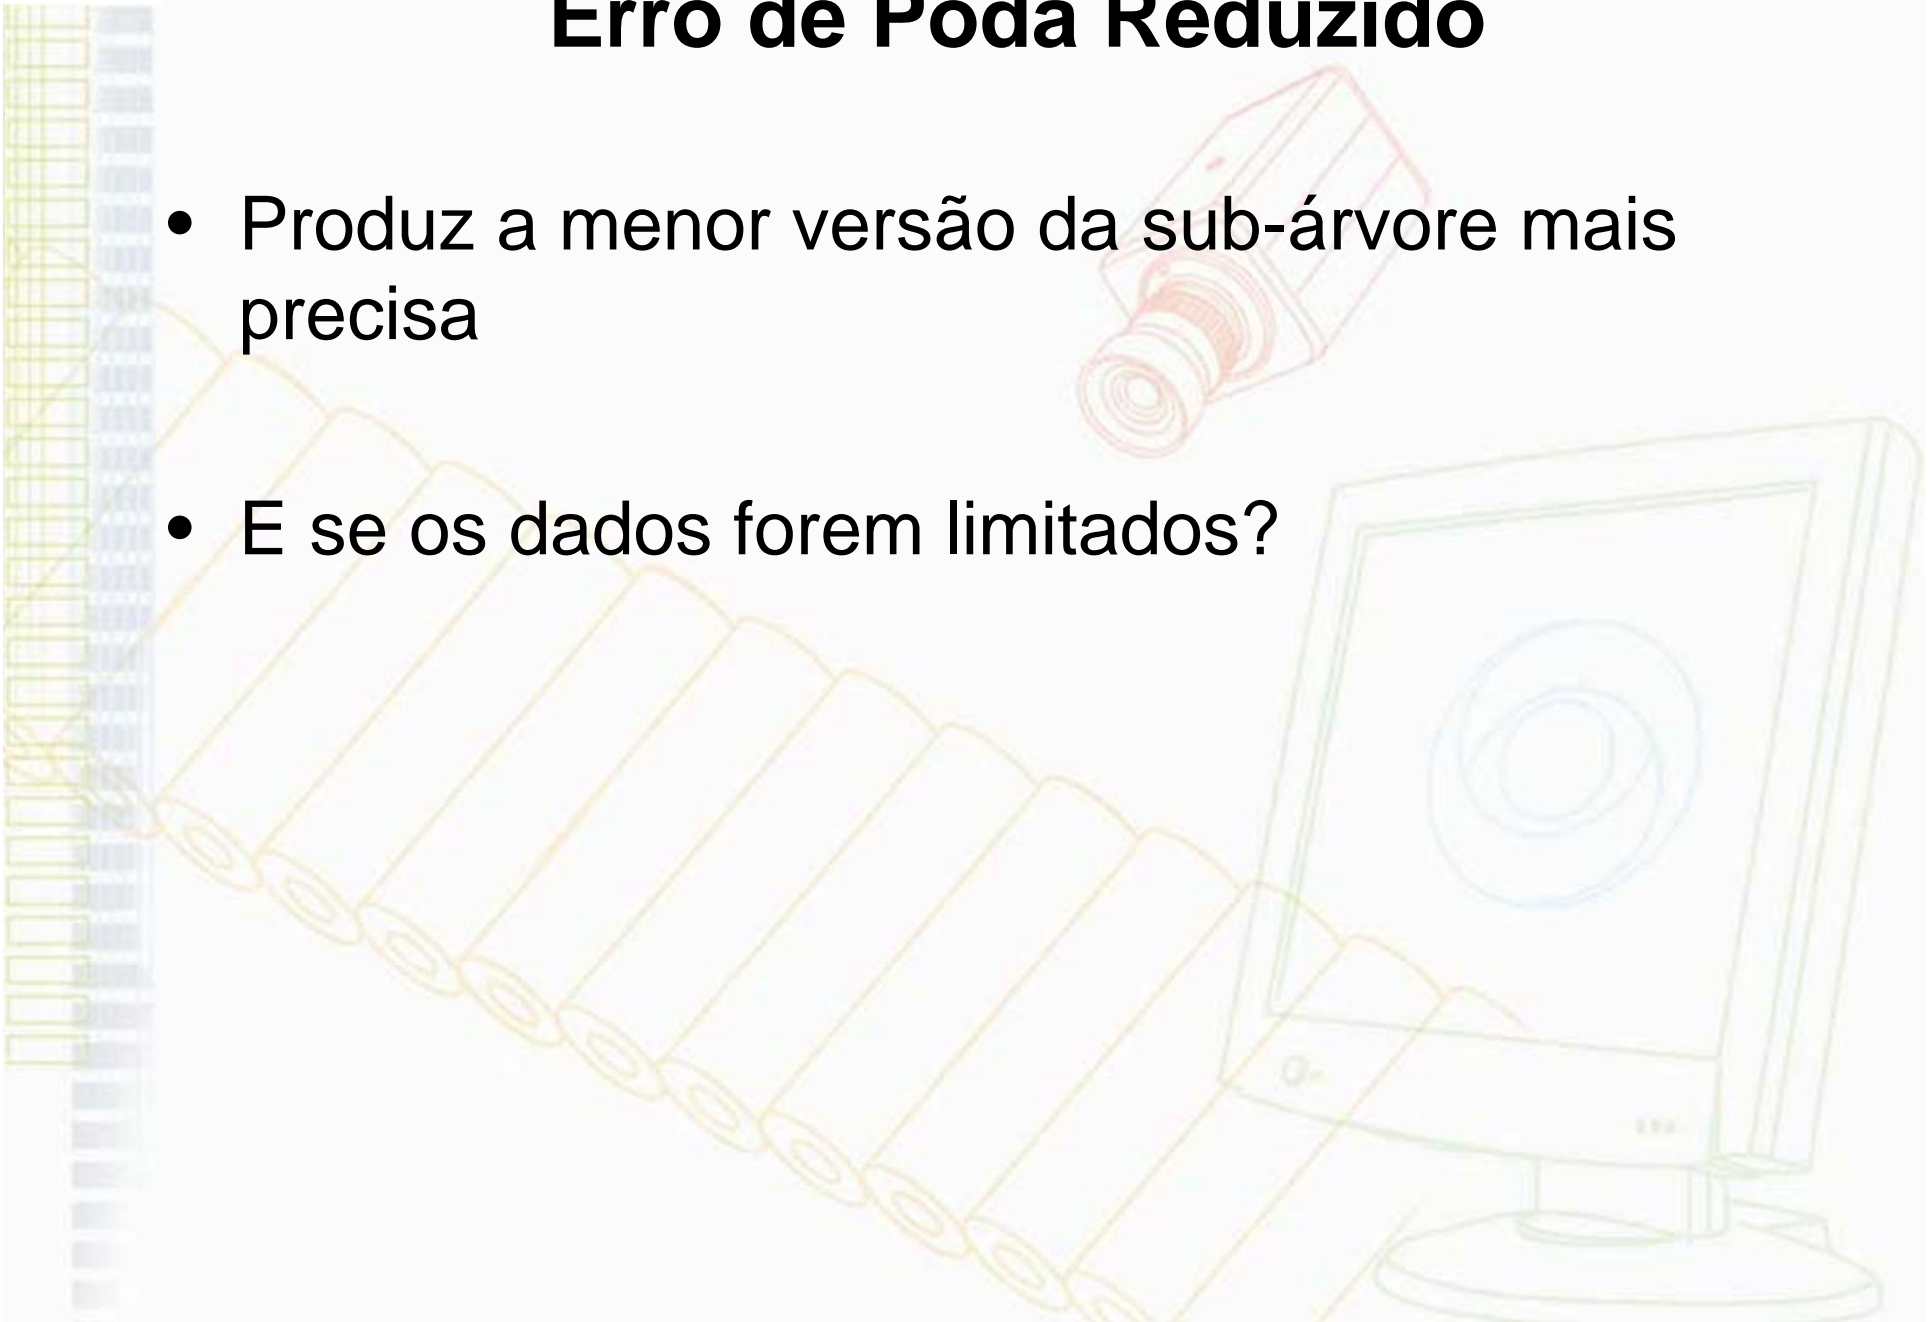 Erro de Poda Reduzido
• Produz a menor versão da sub-árvore mais
precisa
• E se os dados forem limitados?